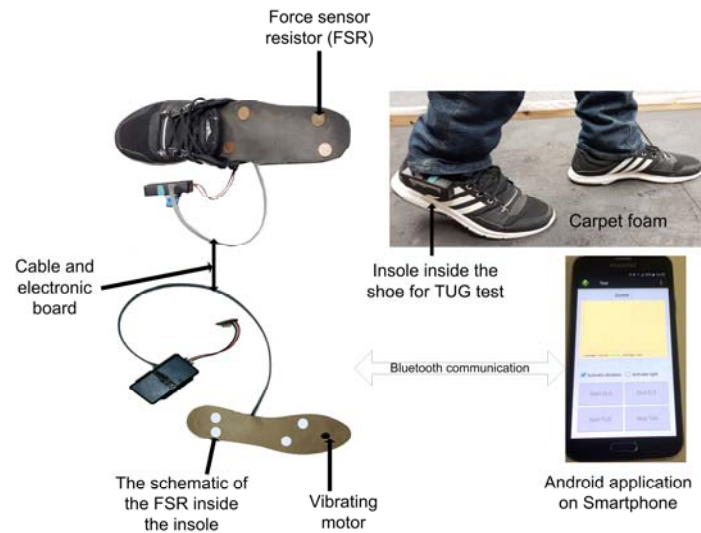 Force sensor
resistor (FSR)
Carpet foam
Cable and
electronic
board
Insole inside the
shoe for TUG test
Bluetooth communication
The schematic of
the FSR inside
the insole
Vibrating
motor
Android application
on Smartphone